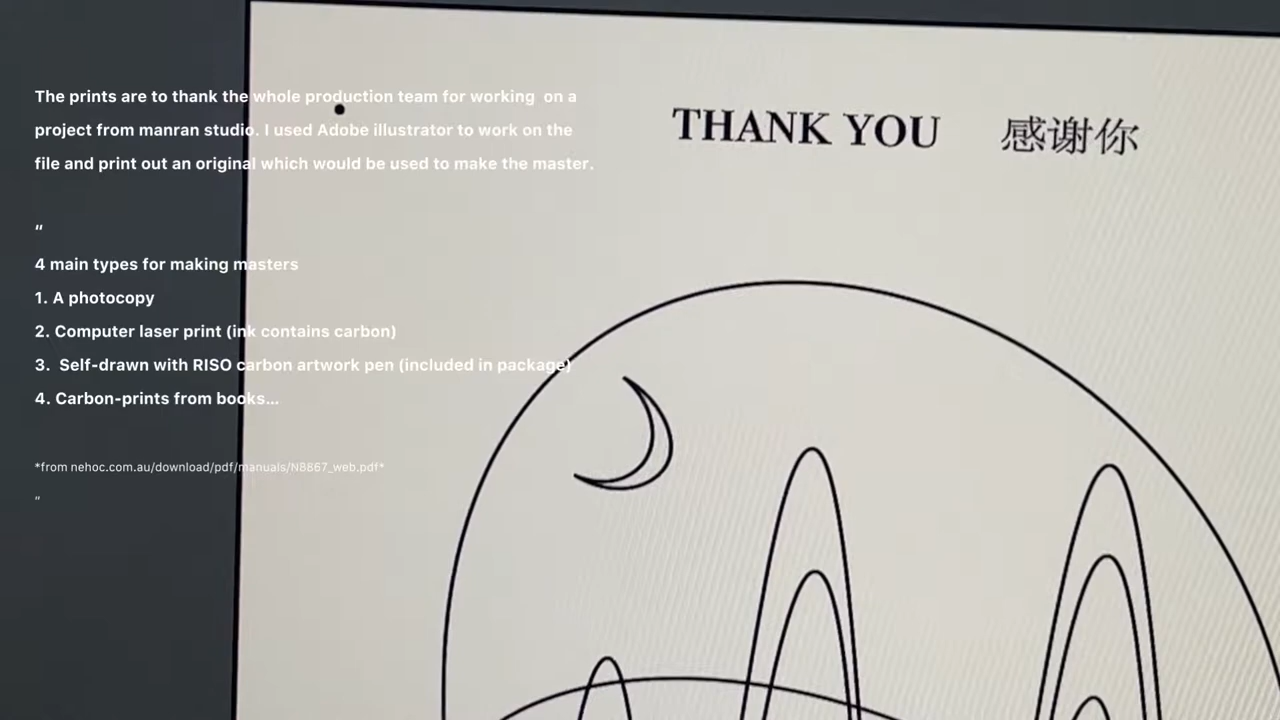 The prints are to thank the whole production team for working  on a
project from manran studio. I used Adobe illustrator to work on the
file and print out an original which would be used to make the master.
"
4 main types for making masters
1. A photocopy
2. Computer laser print (ink contains carbon)
3.  Self-drawn with RISO carbon artwork pen (included in package)
4. Carbon-prints from books...
*from nehoc.com.au/download/pdf/manuals/N8867_web.pdf*
"
THANK YOU 感谢你